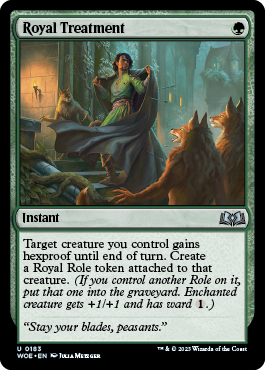 Royal Treatment
Instant
Target creature you control gains
hexproof until end of turn. Create
a Royal Role token attached to that
creature. (If you control another Role on it,
put that one into the graveyard. Enchanted
creature gets +1/+1 and has ward 1.)
“Stay your blades, peasants.”
U 0183
WOE • EN Julia Metzger
™ & © 2023 Wizards of the Coast